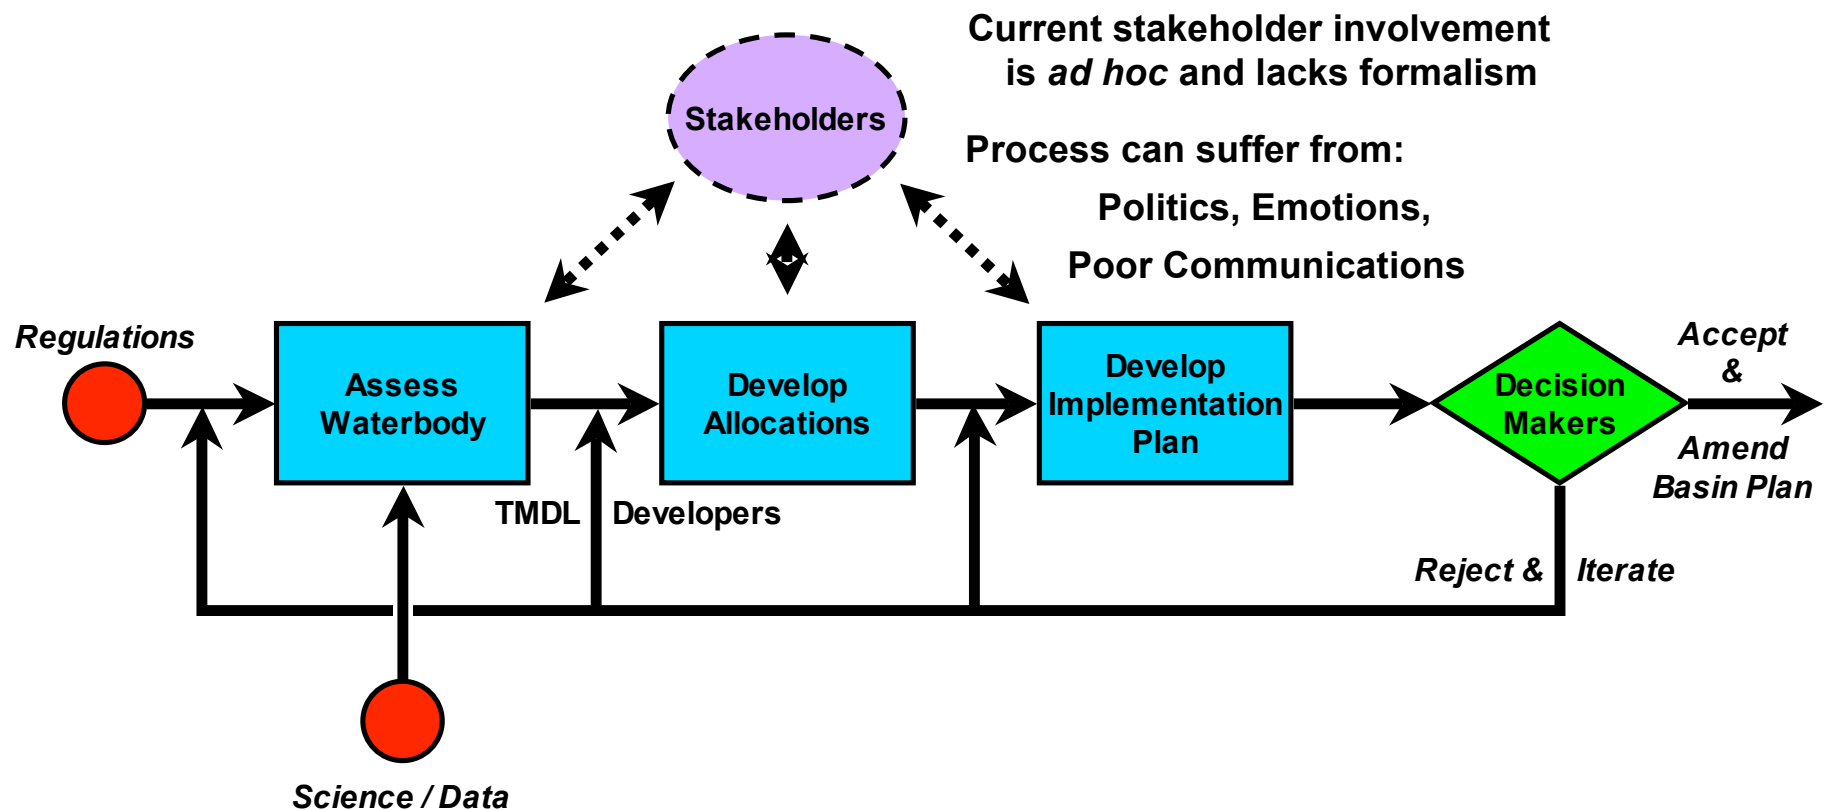 Current stakeholder involvement
is ad hoc and lacks formalism
Stakeholders
Process can suffer from:
Politics, Emotions,
Poor Communications
Regulations
Assess
Waterbody
Develop
Allocations
Develop
Implementation
Plan
Decision
Makers
Accept
&
Amend
Basin Plan
TMDL Developers
Reject & Iterate
Science / Data